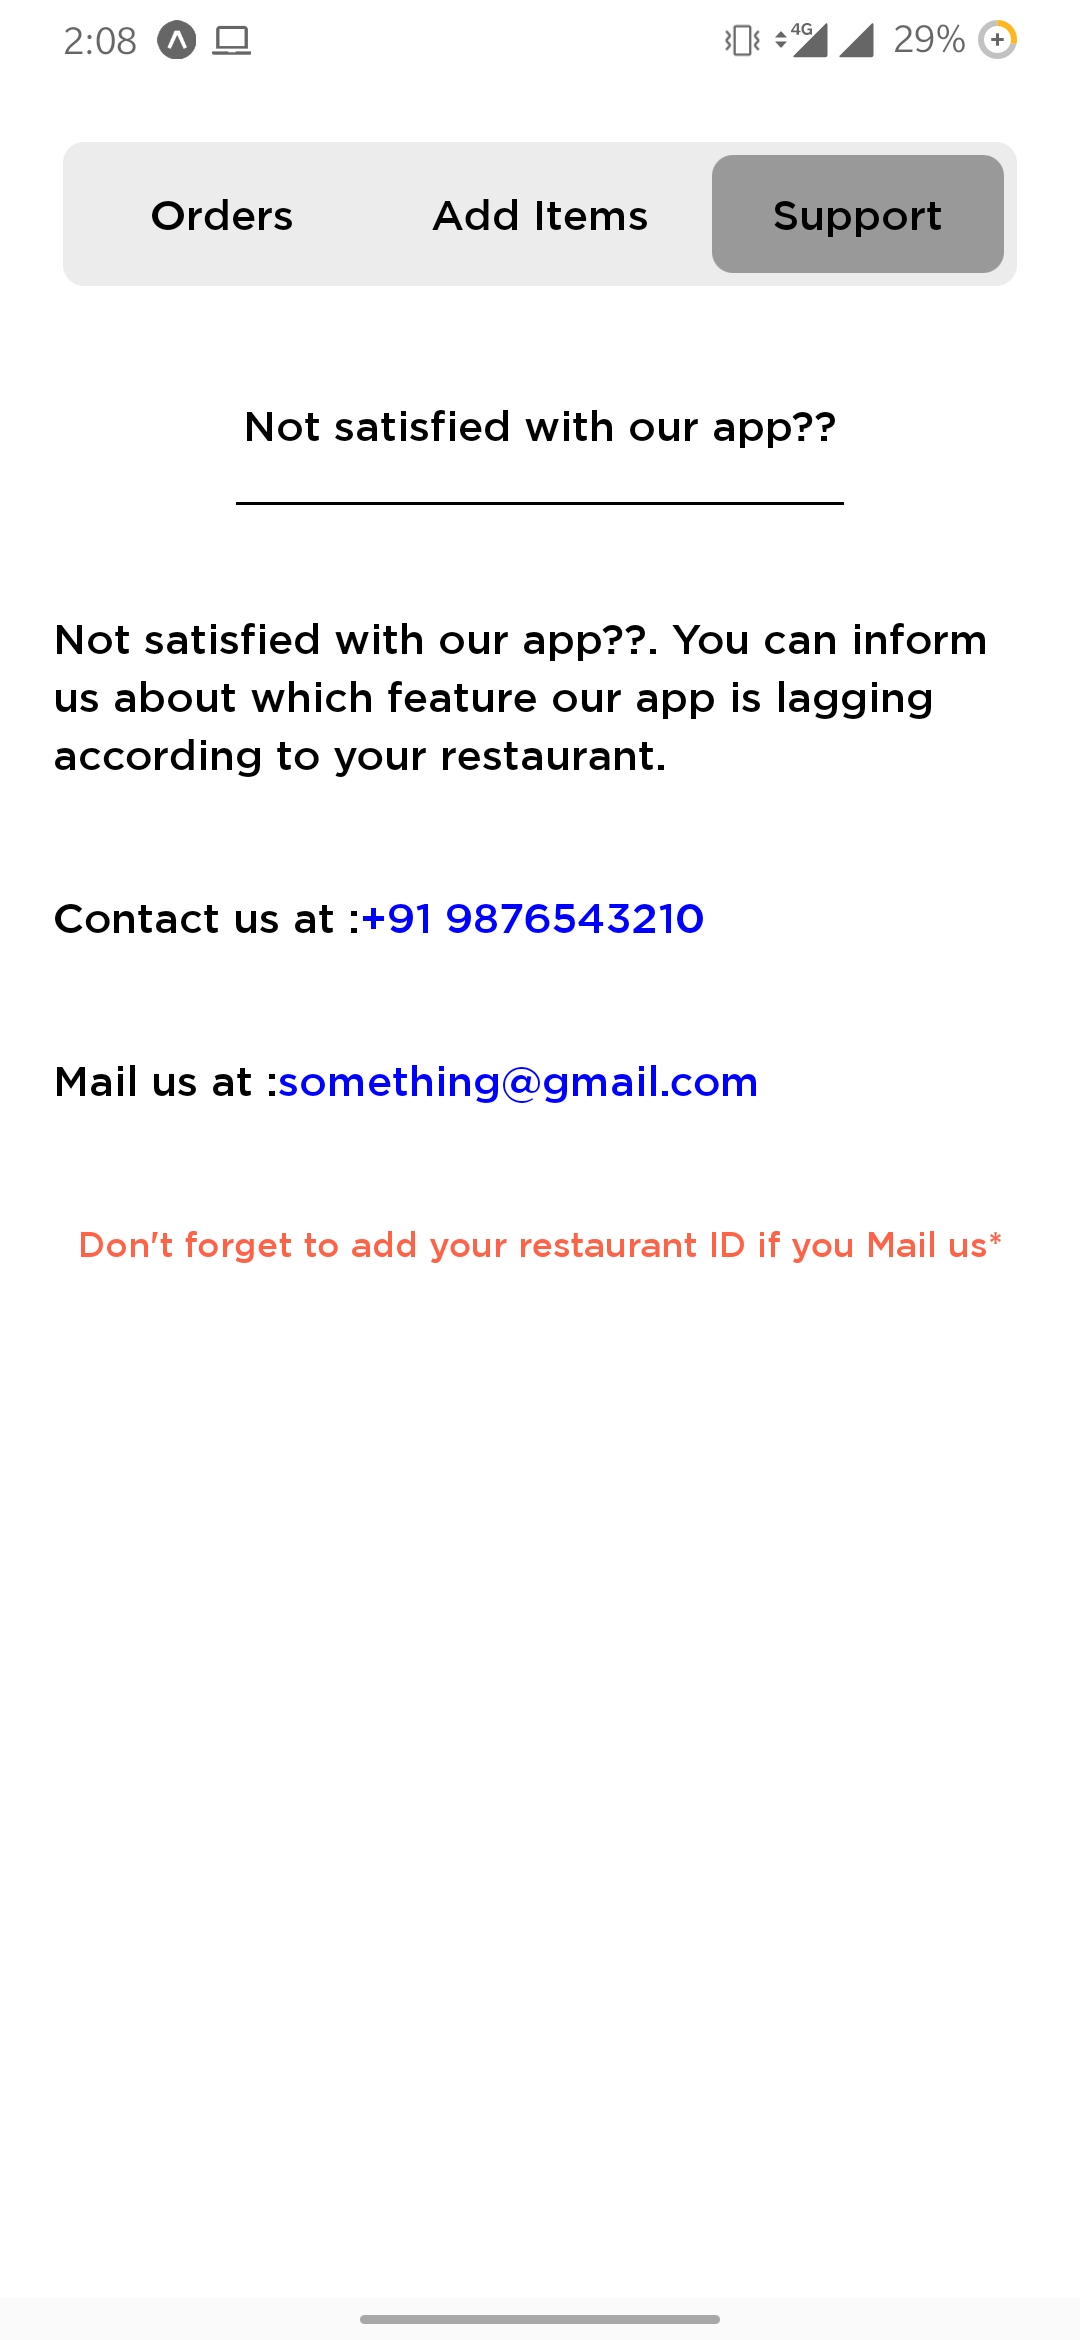 2:08 4G 29%
Orders Add Items Support
Not satisfied with our app??
Not satisfied with our app??. You can inform
us about which feature our app is lagging
according to your restaurant.
Contact us at :+91 9876543210
Mail us at :something@gmail.com
Don't forget to add your restaurant ID if you Mail us*